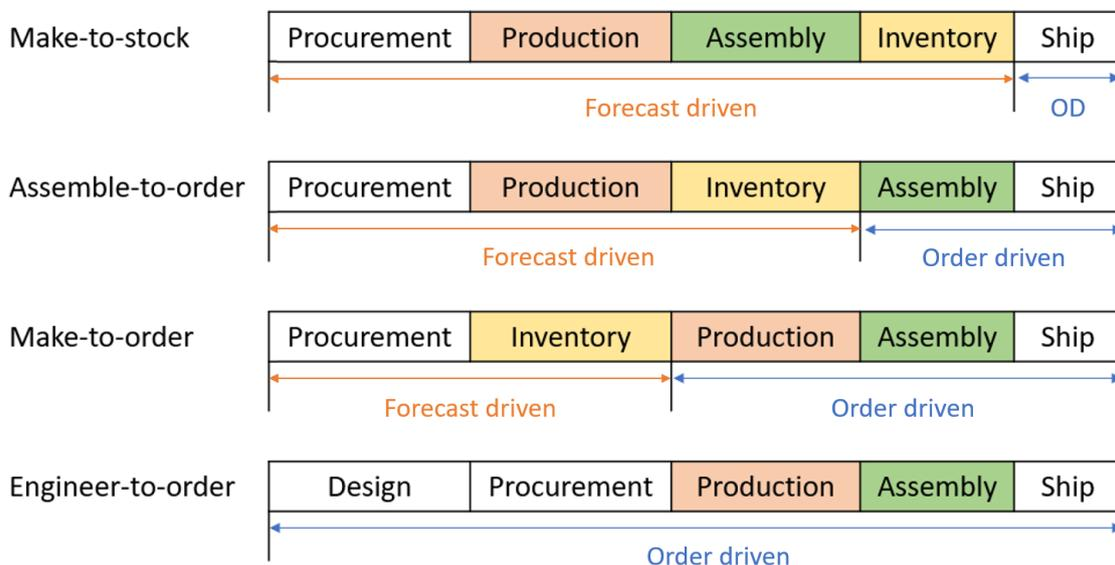 Make-to-stock Procurement Production Assembly Inventory Ship
Forecast driven OD
Assemble-to-order Procurement Production Inventory Assembly Ship
Forecast driven Order driven
Make-to-order Procurement Inventory Production Assembly Ship
Forecast driven Order driven
Engineer-to-order Design Procurement Production Assembly Ship
Order driven